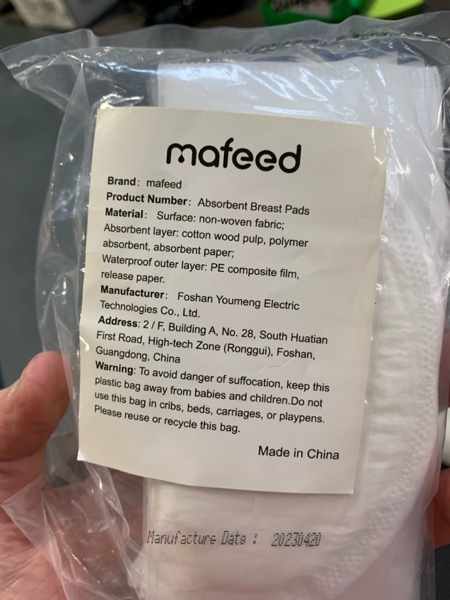 mafeed
Brand: mafeed
Product Number: Absorbent Breast Pads
Material: Surface: non-woven fabric;
Absorbent layer: cotton wood pulp, polymer
absorbent, absorbent paper;
Waterproof outer layer: PE composite film,
release paper.
Manufacturer: Foshan Youmeng Electric
Technologies Co., Ltd.
Address: 2 / F, Building A, No. 28, South Huatian
First Road, High-tech Zone (Ronggui), Foshan,
Guangdong, China
Warning: To avoid danger of suffocation, keep this
plastic bag away from babies and children.Do not
use this bag in cribs, beds, carriages, or playpens.
Please reuse or recycle this bag.
Made in China
Manufacture Date : 20230420